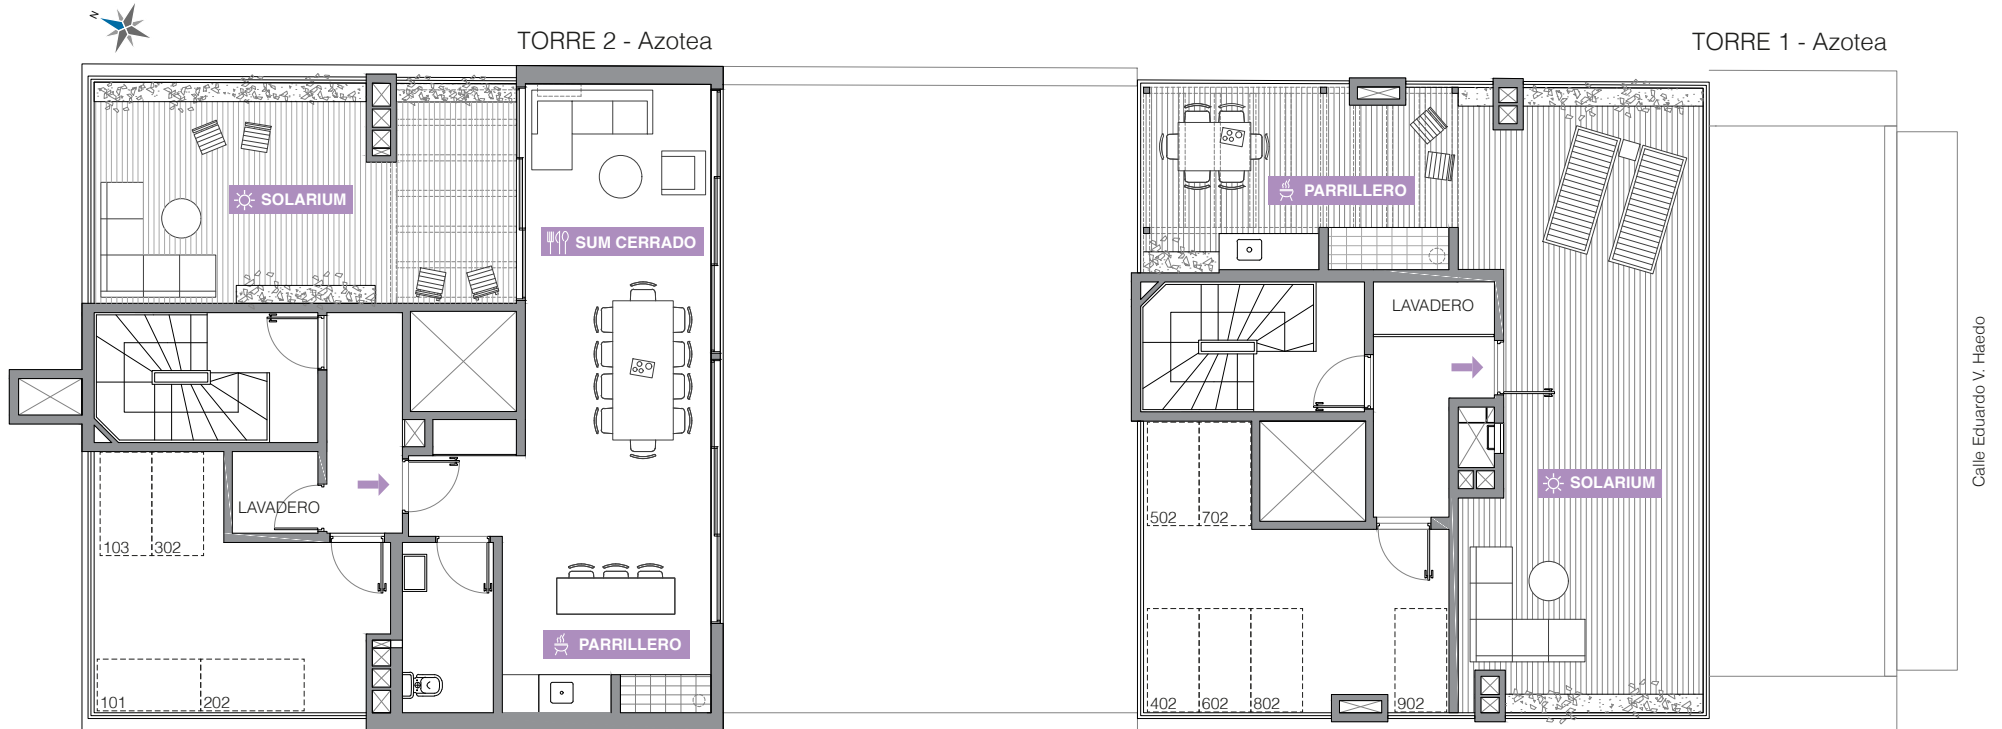 N
TORRE 2 - Azotea
TORRE 1 - Azotea
SOLARIUM
SUM CERRADO
LAVADERO
103
302
101
202
PARRILLERO
PARRILLERO
LAVADERO
SOLARIUM
502
702
402
602
802
902
Calle Eduardo V. Haedo